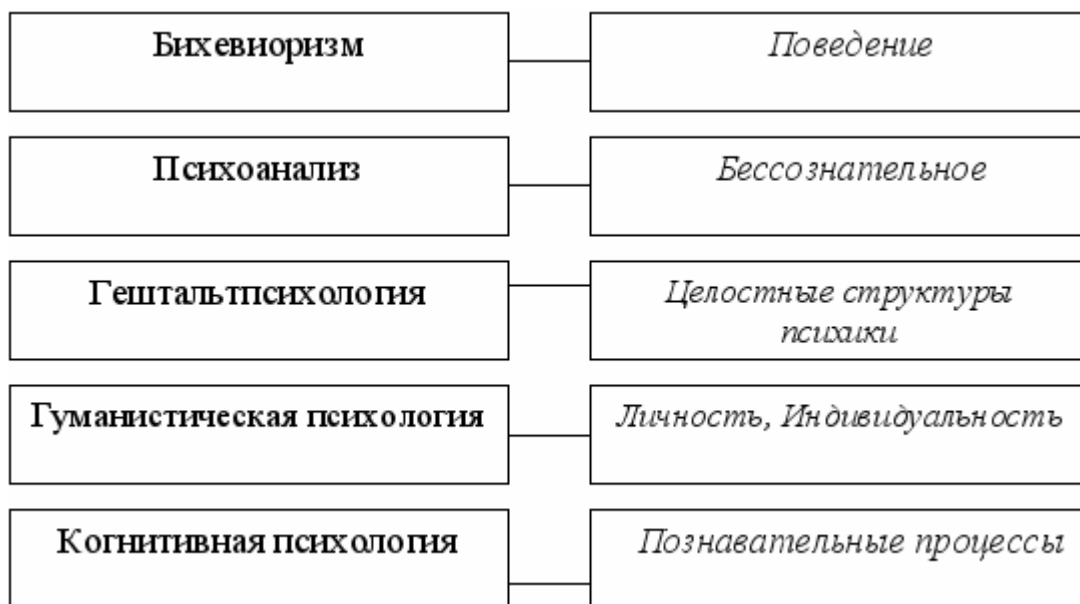 Бихевиоризм
Поведение
Психоанализ
Бессознательное
Гештальтпсихология
Целостные структуры
психики
Гуманистическая психология
Личность, Индивидуальность
Когнитивная психология
Познавательные процессы